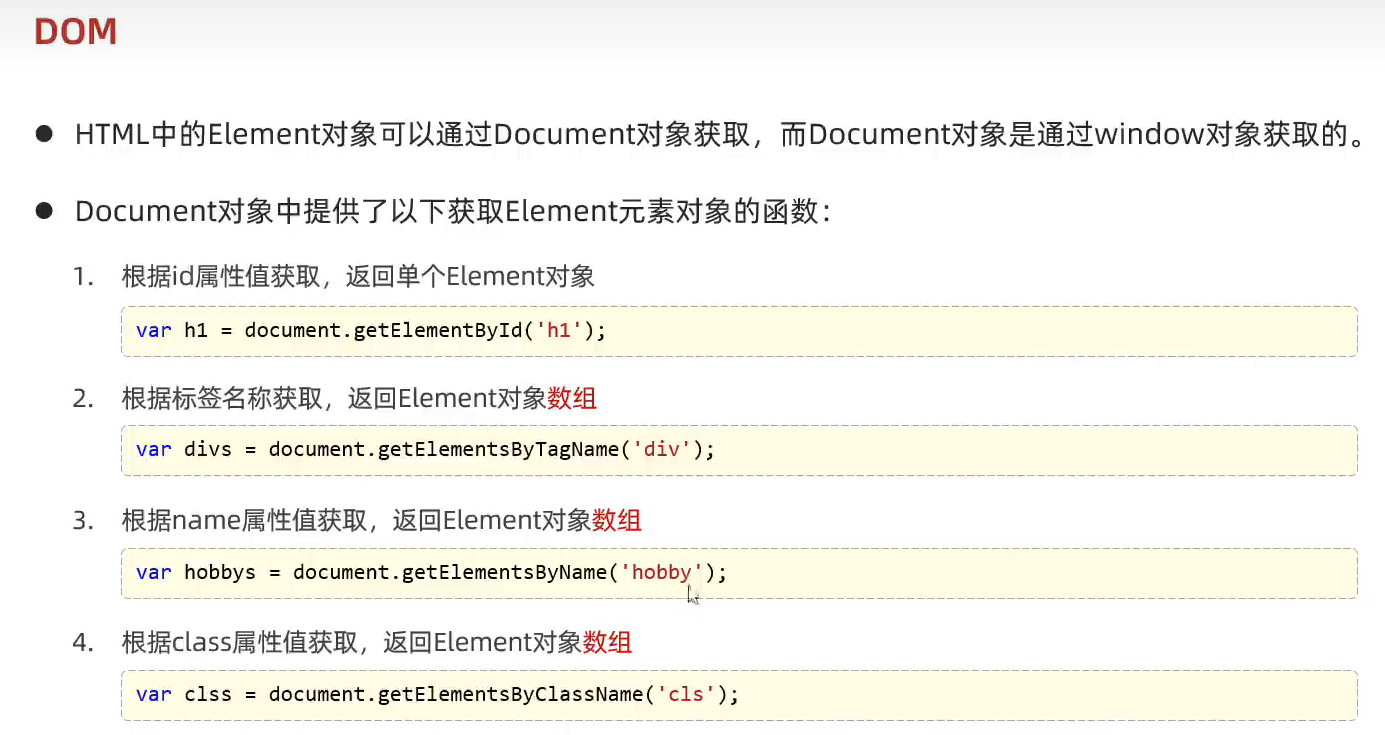 DOM
● HTML中的Element对象可以通过Document对象获取，而Document对象是通过window对象获取的。
● Document对象中提供了以下获取Element元素对象的函数：
1. 根据id属性值获取，返回单个Element对象
var h1 = document.getElementById('h1');
2. 根据标签名称获取，返回Element对象数组
var divs = document.getElementsByTagName('div');
3. 根据name属性值获取，返回Element对象数组
var hobbys = document.getElementsByName('hobby');
4. 根据class属性值获取，返回Element对象数组
var clss = document.getElementsByClassName('cls');